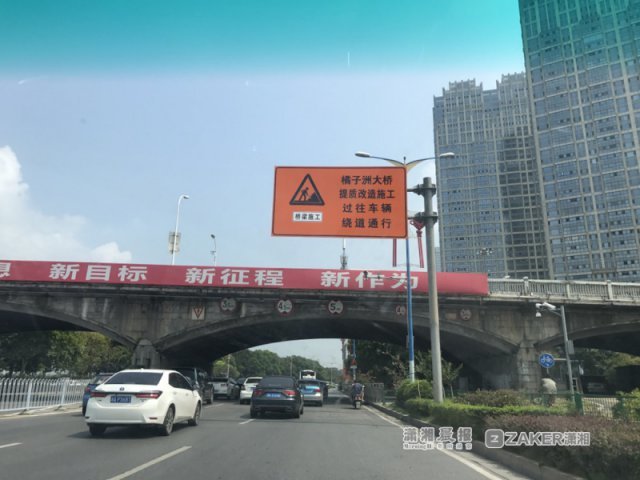 橘子洲大桥
提质改造施工
过往车辆
绕道通行
桥梁施工
新目标 新征程 新作为
潇湘晨报
ZAKER潇湘